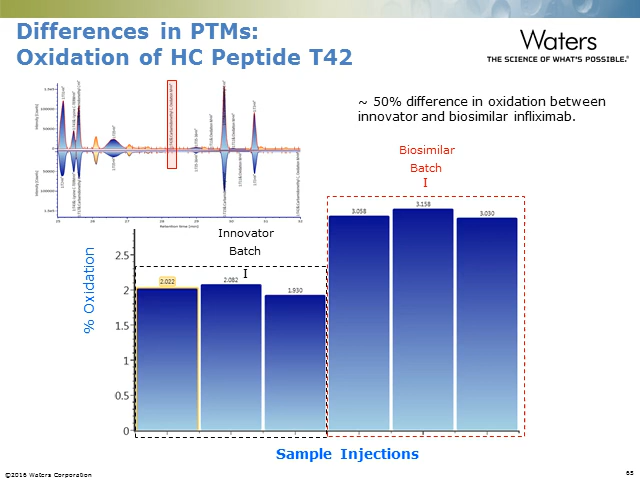 Differences in PTMs:
Oxidation of HC Peptide T42
Waters
THE SCIENCE OF WHAT'S POSSIBLE.®
~ 50% difference in oxidation between
innovator and biosimilar infliximab.
Biosimilar
Batch
I
Innovator
Batch
I
3.058
3.158
3.030
2.022
2.082
1.930
% Oxidation
2.5
2
1.5
1
0.5
0
Sample Injections
©2016 Waters Corporation
65